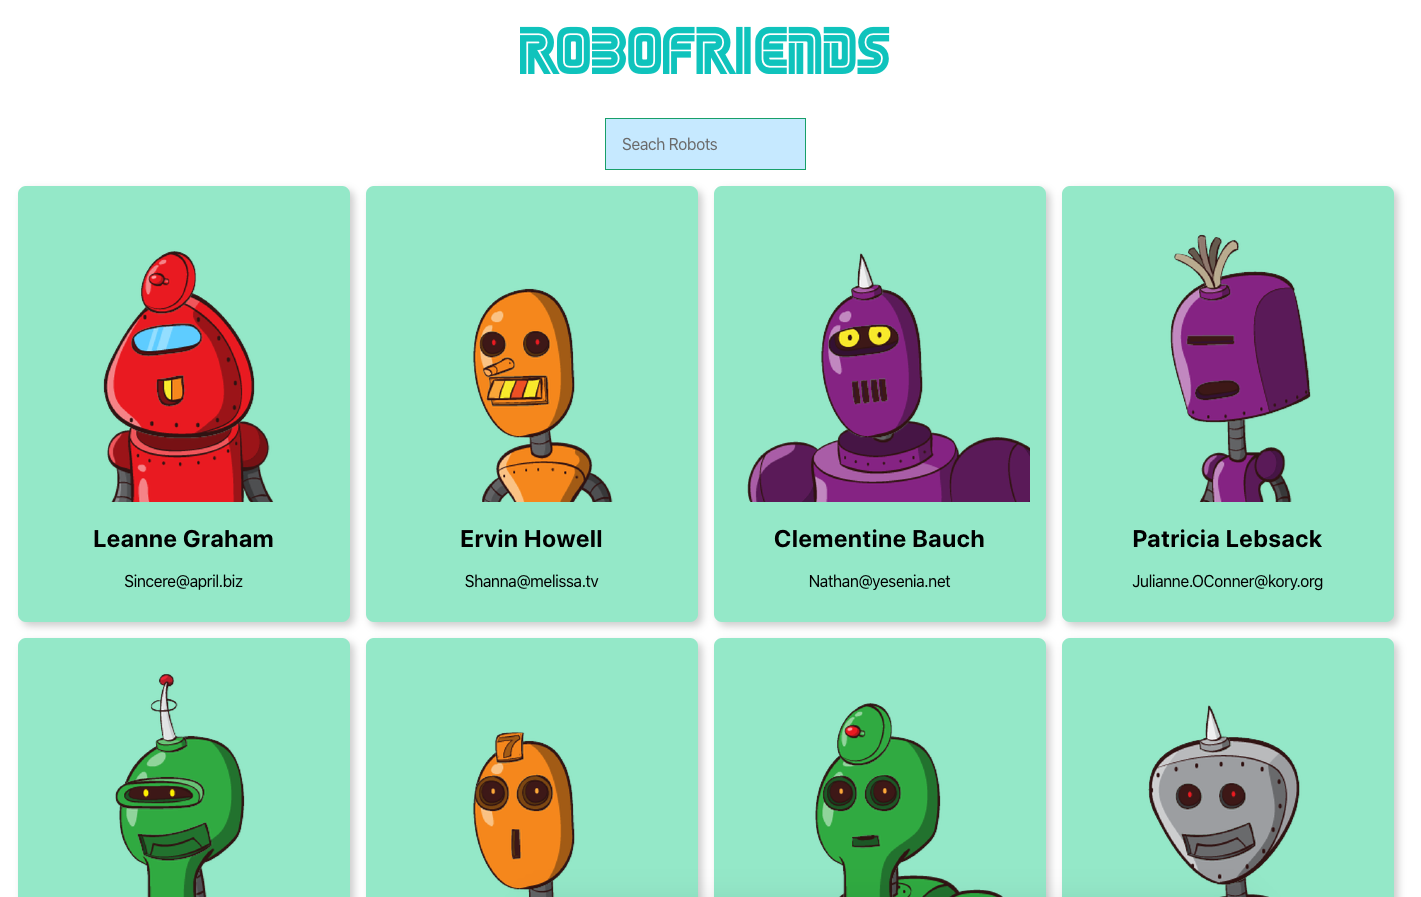 ROBOFRIENDS
Seach Robots
Leanne Graham
Ervin Howell
Clementine Bauch
Patricia Lebsack
Sincere@april.biz
Shanna@melissa.tv
Nathan@yesenia.net
Julianne.OConner@kory.org
7